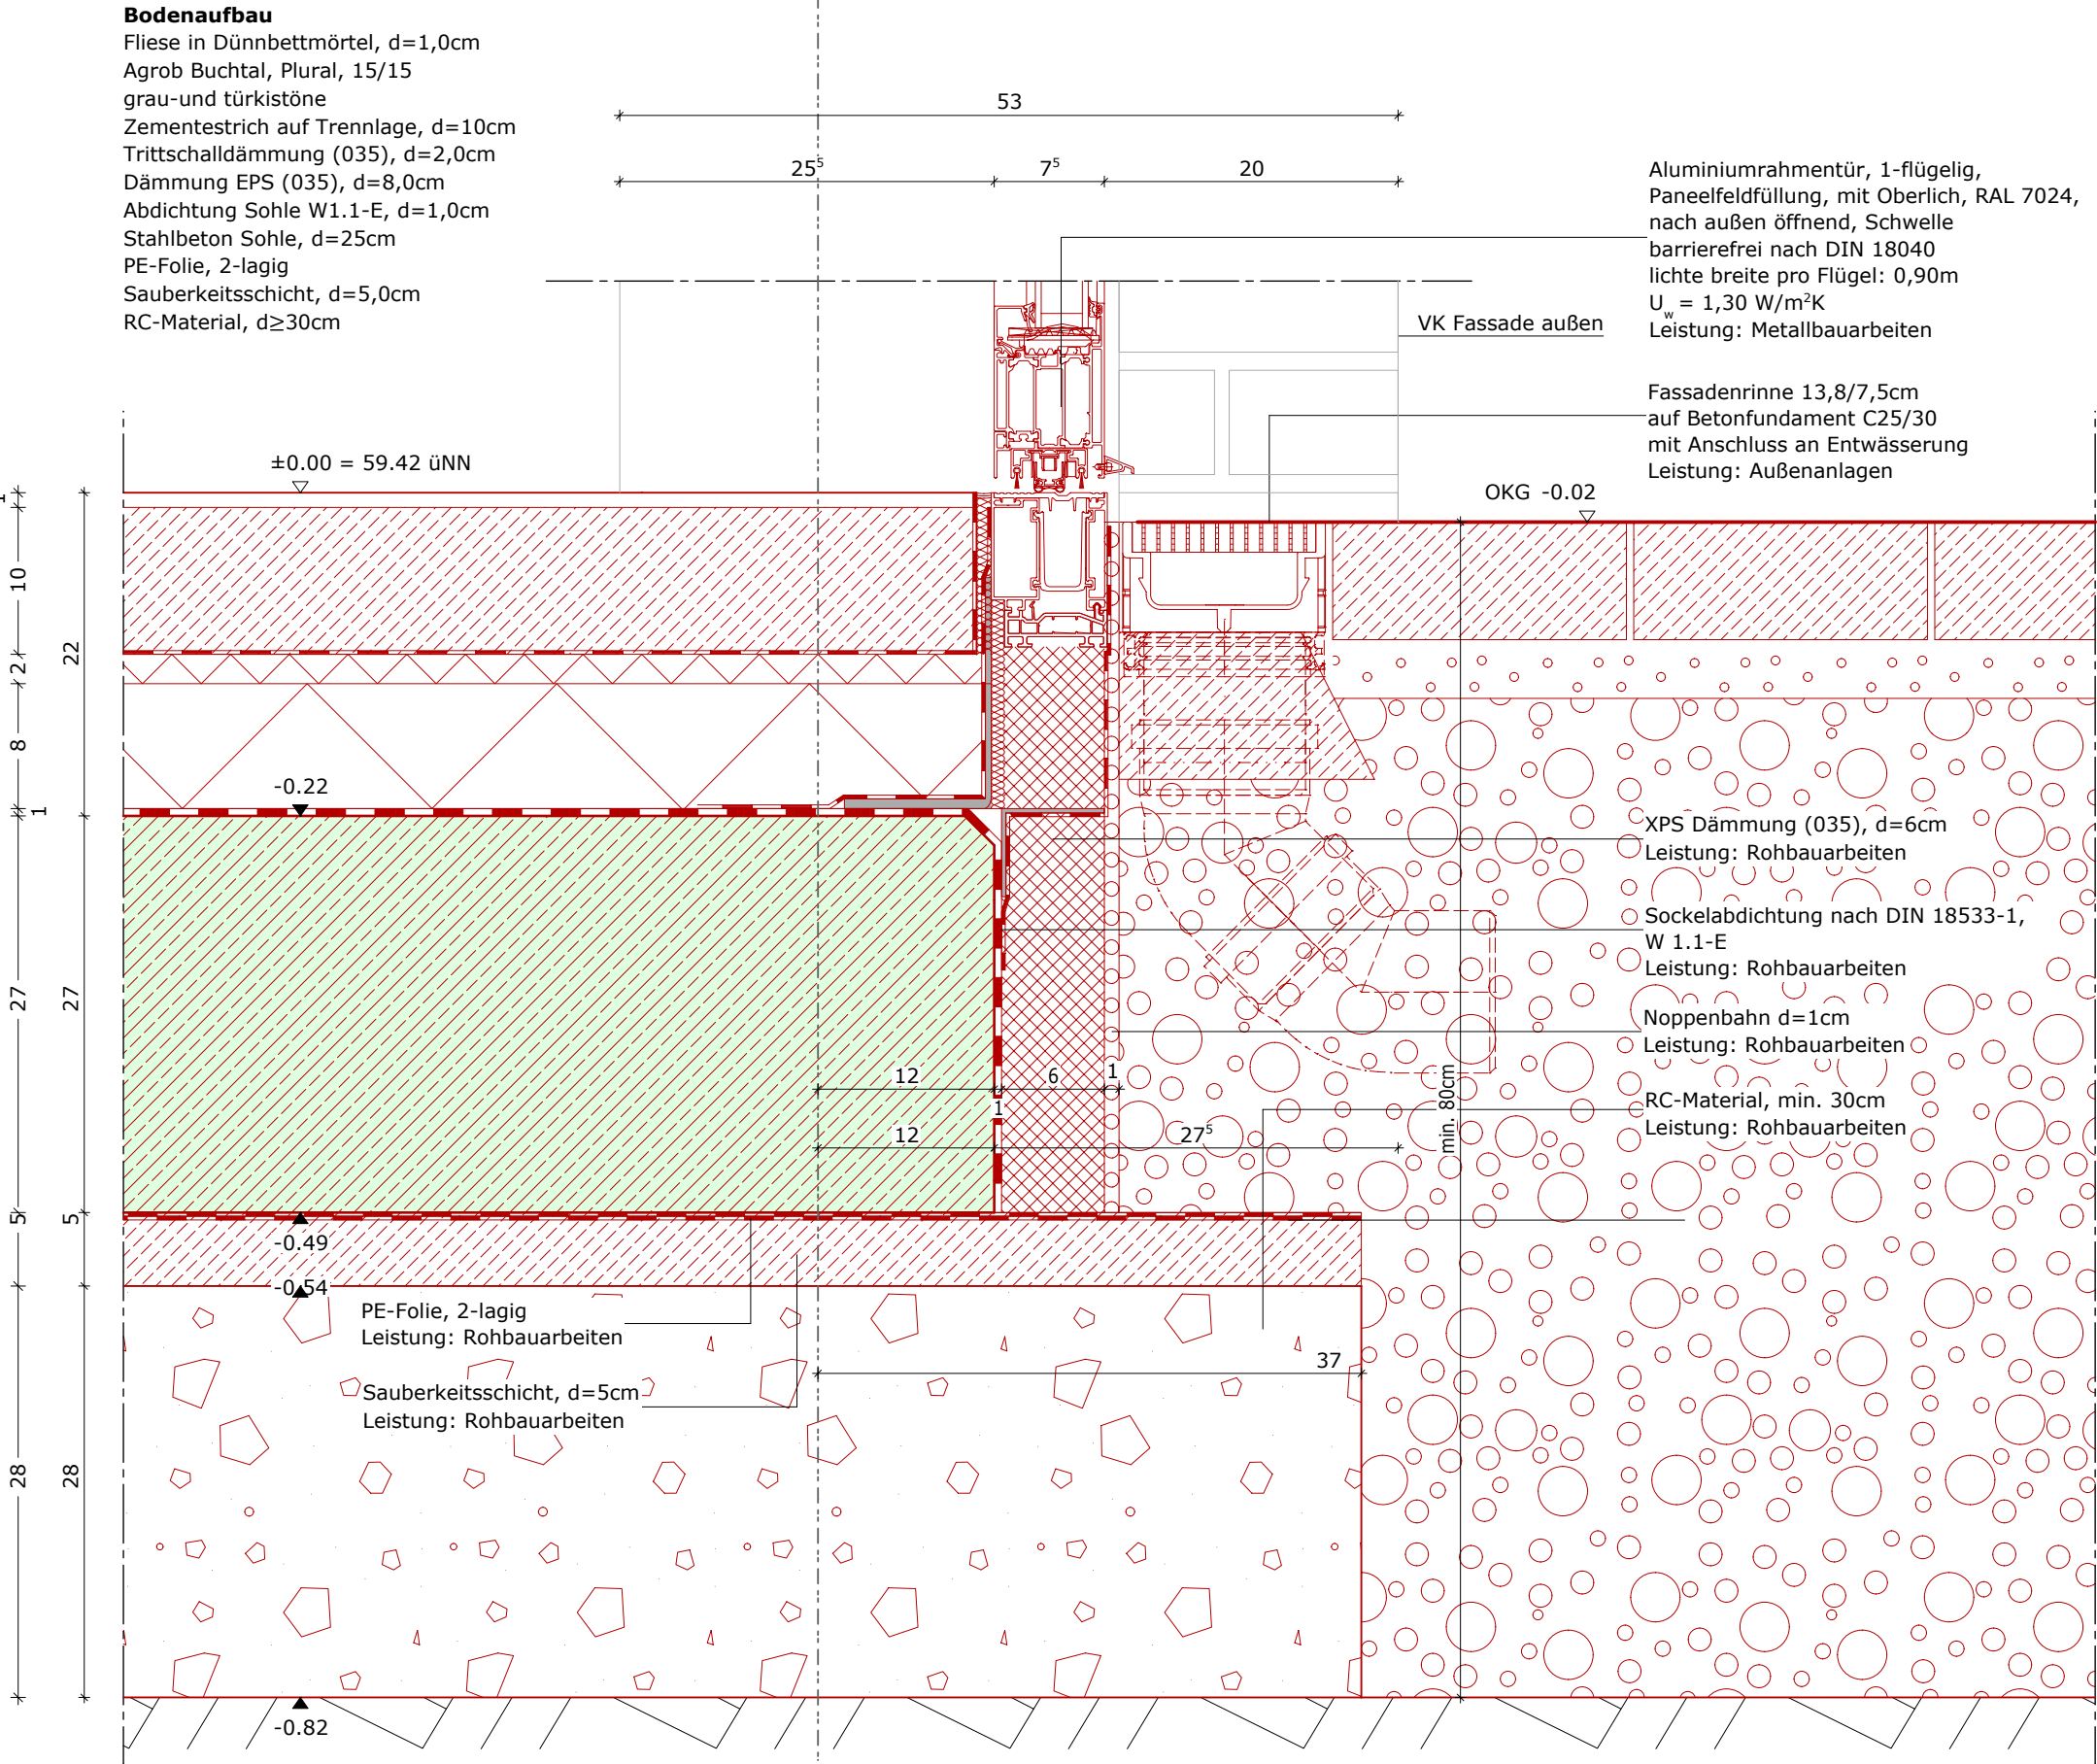 Bodenaufbau
Fliese in Dünnbettmörtel, d=1,0cm
Agrob Buchtal, Plural, 15/15
grau-und türkistöne
Zementestrich auf Trennlage, d=10cm
Trittschalldämmung (035), d=2,0cm
Dämmung EPS (035), d=8,0cm
Abdichtung Sohle W1.1-E, d=1,0cm
Stahlbeton Sohle, d=25cm
PE-Folie, 2-lagig
Sauberkeitsschicht, d=5,0cm
RC-Material, d≥30cm
53
25⁵ 7⁵ 20
Aluminiumrahmentür, 1-flügelig,
Paneelfeldfüllung, mit Oberlich, RAL 7024,
nach außen öffnend, Schwelle
barrierefrei nach DIN 18040
lichte breite pro Flügel: 0,90m
U_w = 1,30 W/m²K
Leistung: Metallbauarbeiten
VK Fassade außen
Fassadenrinne 13,8/7,5cm
auf Betonfundament C25/30
mit Anschluss an Entwässerung
Leistung: Außenanlagen
±0.00 = 59.42 üNN
OKG -0.02
1
10
2
8
1
27
5
28
22
27
5
28
-0.22
XPS Dämmung (035), d=6cm
Leistung: Rohbauarbeiten
Sockelabdichtung nach DIN 18533-1,
W 1.1-E
Leistung: Rohbauarbeiten
Noppenbahn d=1cm
Leistung: Rohbauarbeiten
12 1 6 1
12 27⁵
min. 80cm
RC-Material, min. 30cm
Leistung: Rohbauarbeiten
-0.49
-0.54
PE-Folie, 2-lagig
Leistung: Rohbauarbeiten
37
Sauberkeitsschicht, d=5cm
Leistung: Rohbauarbeiten
-0.82